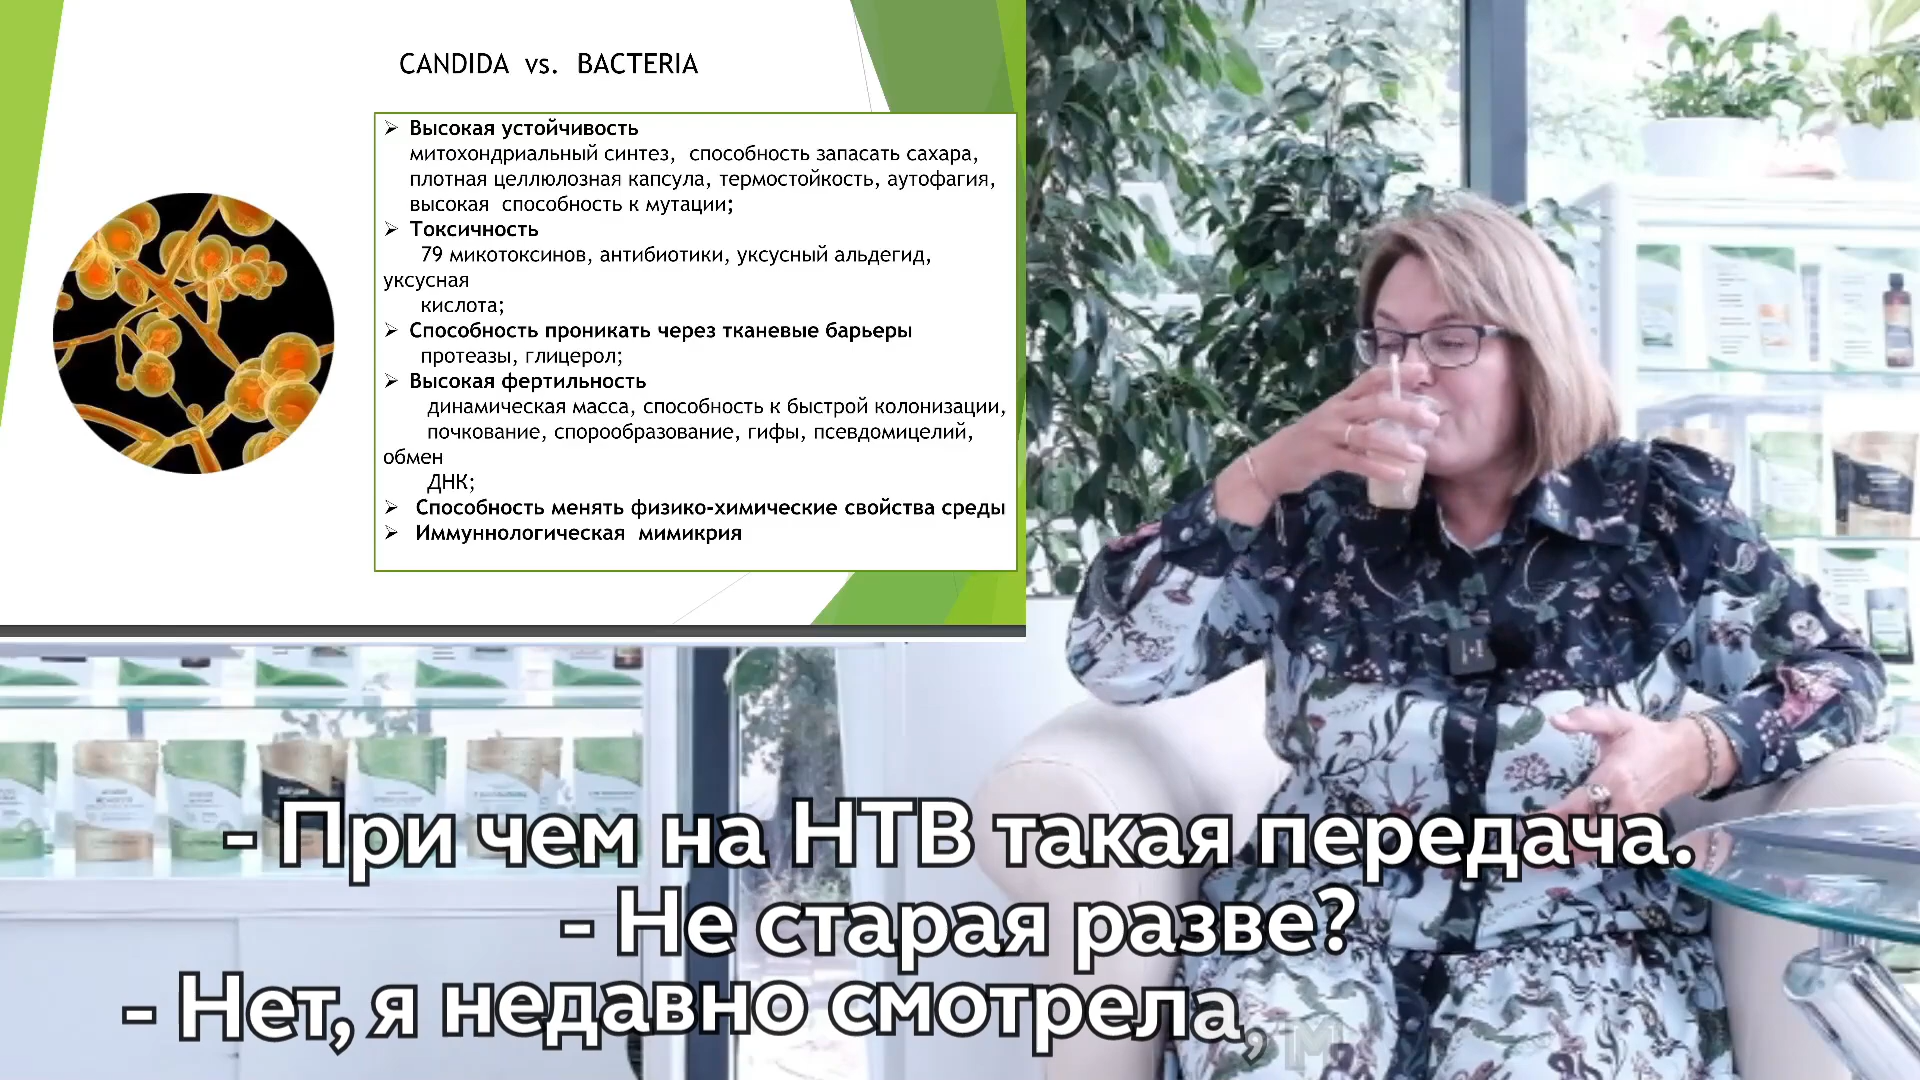 CANDIDA vs. BACTERIA
➢ Высокая устойчивость
митохондриальный синтез, способность запасать сахара,
плотная целлюлозная капсула, термостойкость, аутофагия,
высокая способность к мутации;
➢ Токсичность
79 микотоксинов, антибиотики, уксусный альдегид,
уксусная
кислота;
➢ Способность проникать через тканевые барьеры
протеазы, глицерол;
➢ Высокая фертильность
динамическая масса, способность к быстрой колонизации,
почкование, спорообразование, гифы, псевдомицелий,
обмен
ДНК;
➢ Способность менять физико-химические свойства среды
➢ Иммуннологическая мимикрия
- При чем на НТВ такая передача.
- Не старая разве?
- Нет, я недавно смотрела,